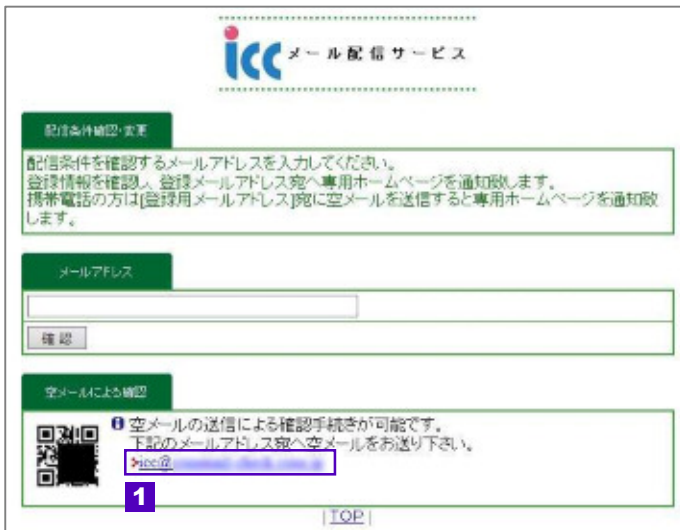 icc メール配信サービス
配信条件確認・変更
配信条件を確認するメールアドレスを入力してください。
登録情報を確認し、登録メールアドレス宛へ専用ホームページを通知致します。
携帯電話の方は[登録用メールアドレス]宛に空メールを送信すると専用ホームページを通知致
します。
メールアドレス
確認
空メールによる確認
空メールの送信による確認手続きが可能です。
下記のメールアドレス宛へ空メールをお送り下さい。
icc@
1
| TOP |